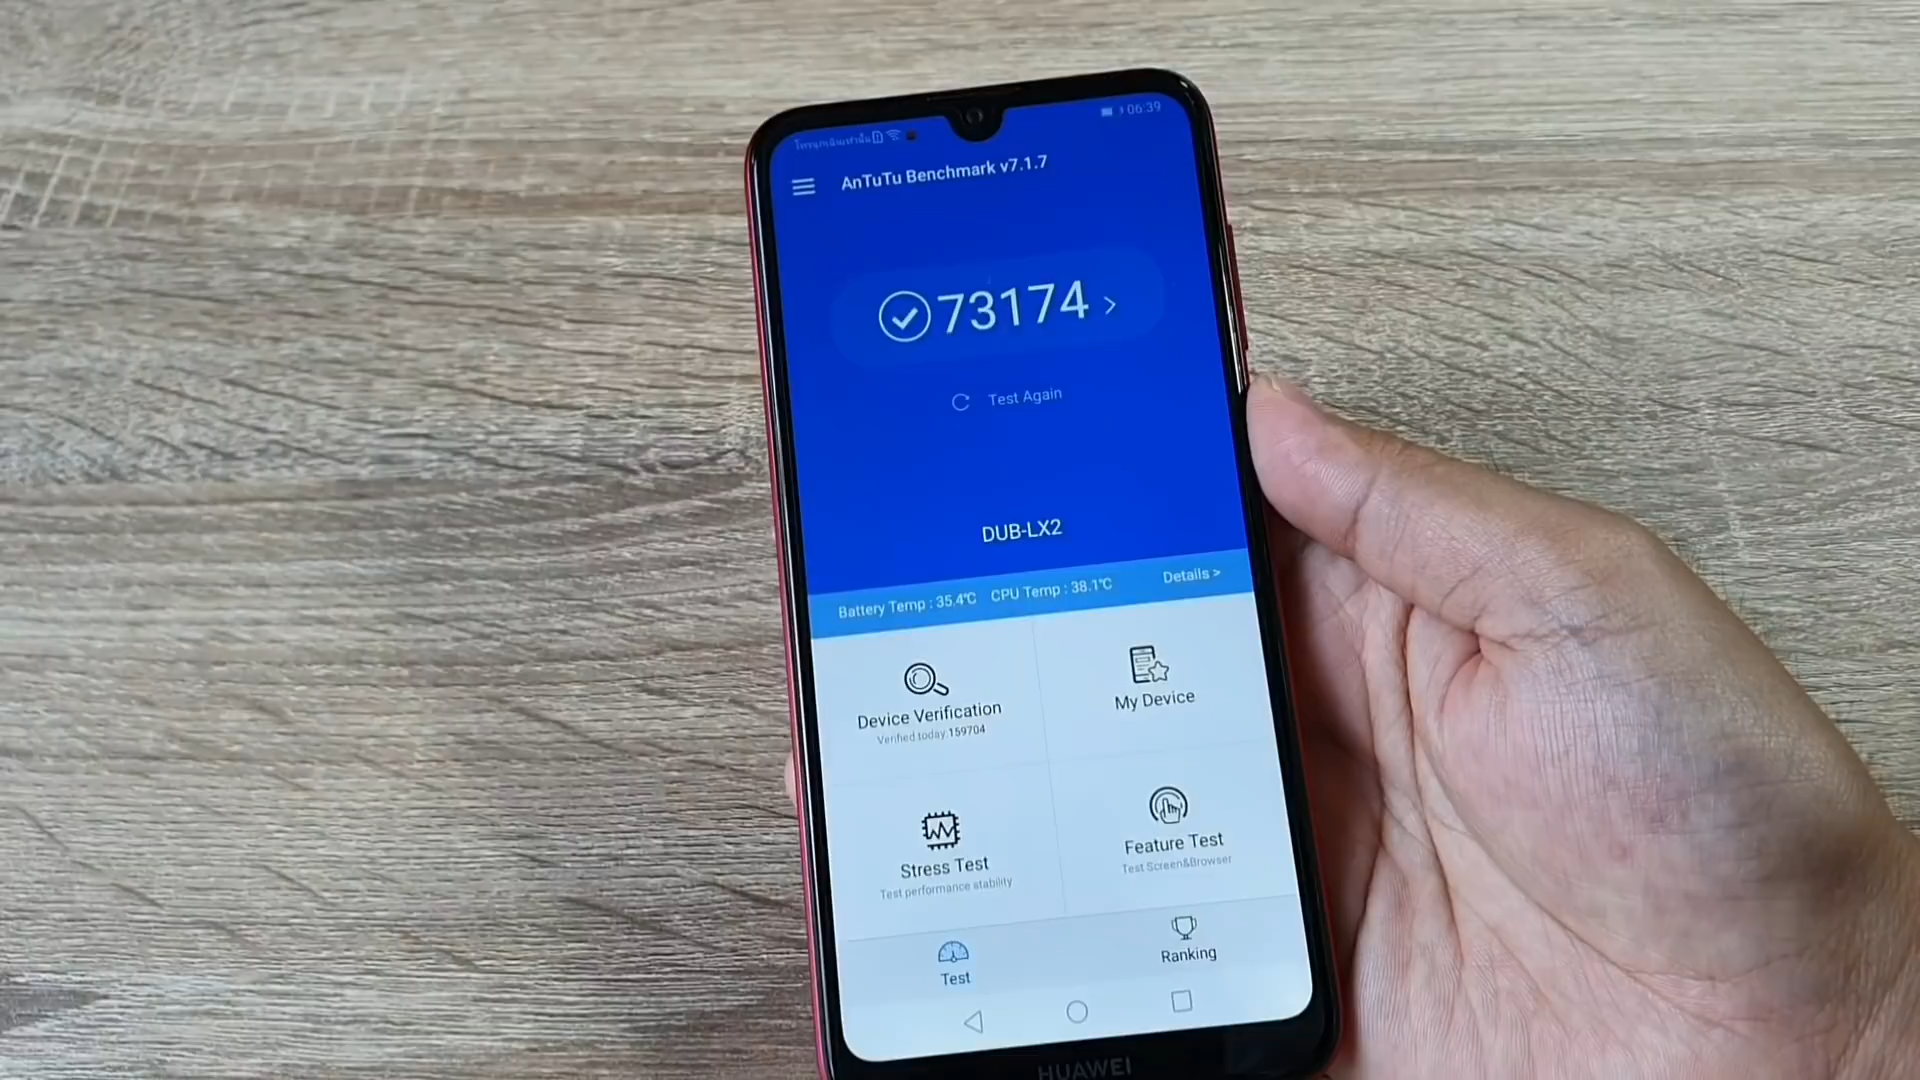 06:39
AnTuTu Benchmark v7.1.7
73174 >
Test Again
DUB-LX2
Battery Temp : 35.4℃ CPU Temp : 38.1℃ Details >
Device Verification
Verified today:159704
My Device
Stress Test
Test performance stability
Feature Test
Test Screen&Browser
Test
Ranking
HUAWEI